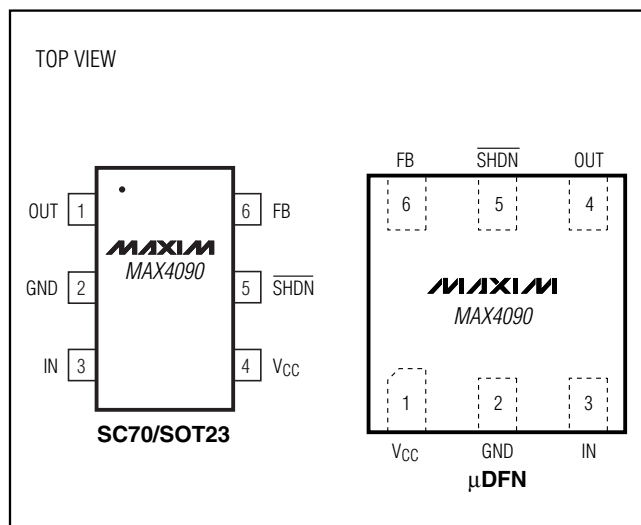 TOP VIEW
OUT 1
GND 2
IN 3
6 FB
5 SHDN
4 VCC
MAXIM
MAX4090
SC70/SOT23
FB SHDN OUT
6 5 4
MAXIM
MAX4090
1 2 3
VCC GND IN
μDFN